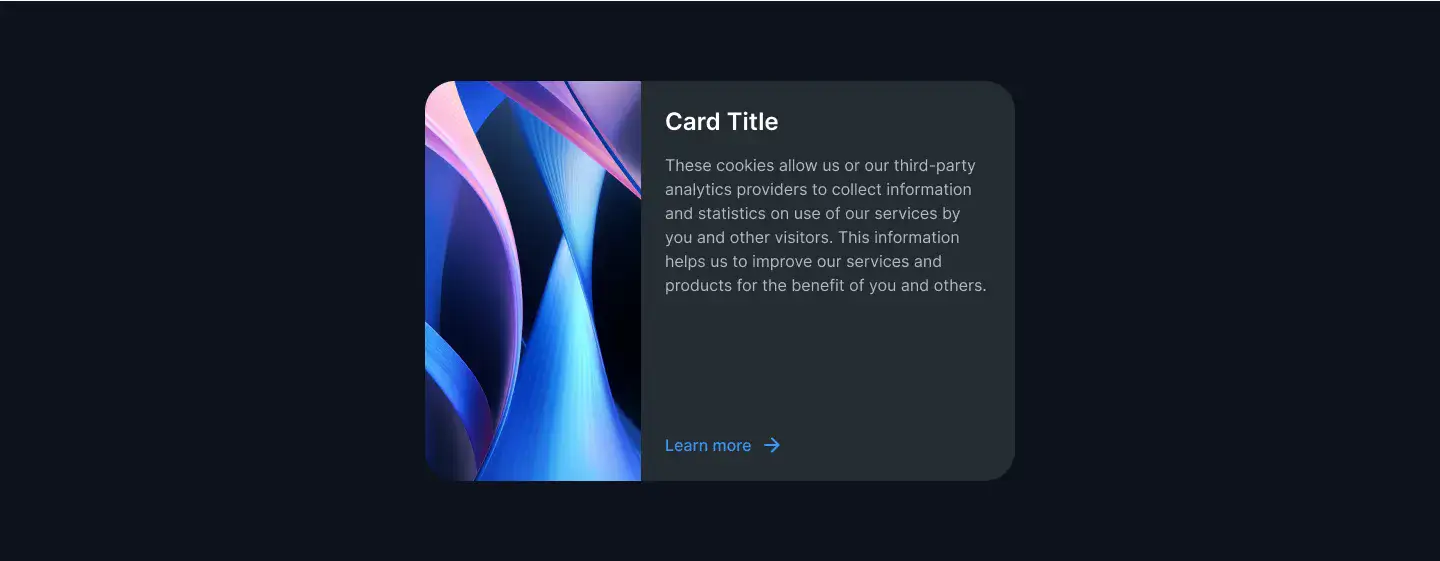 Card Title
These cookies allow us or our third-party
analytics providers to collect information
and statistics on use of our services by
you and other visitors. This information
helps us to improve our services and
products for the benefit of you and others.
Learn more